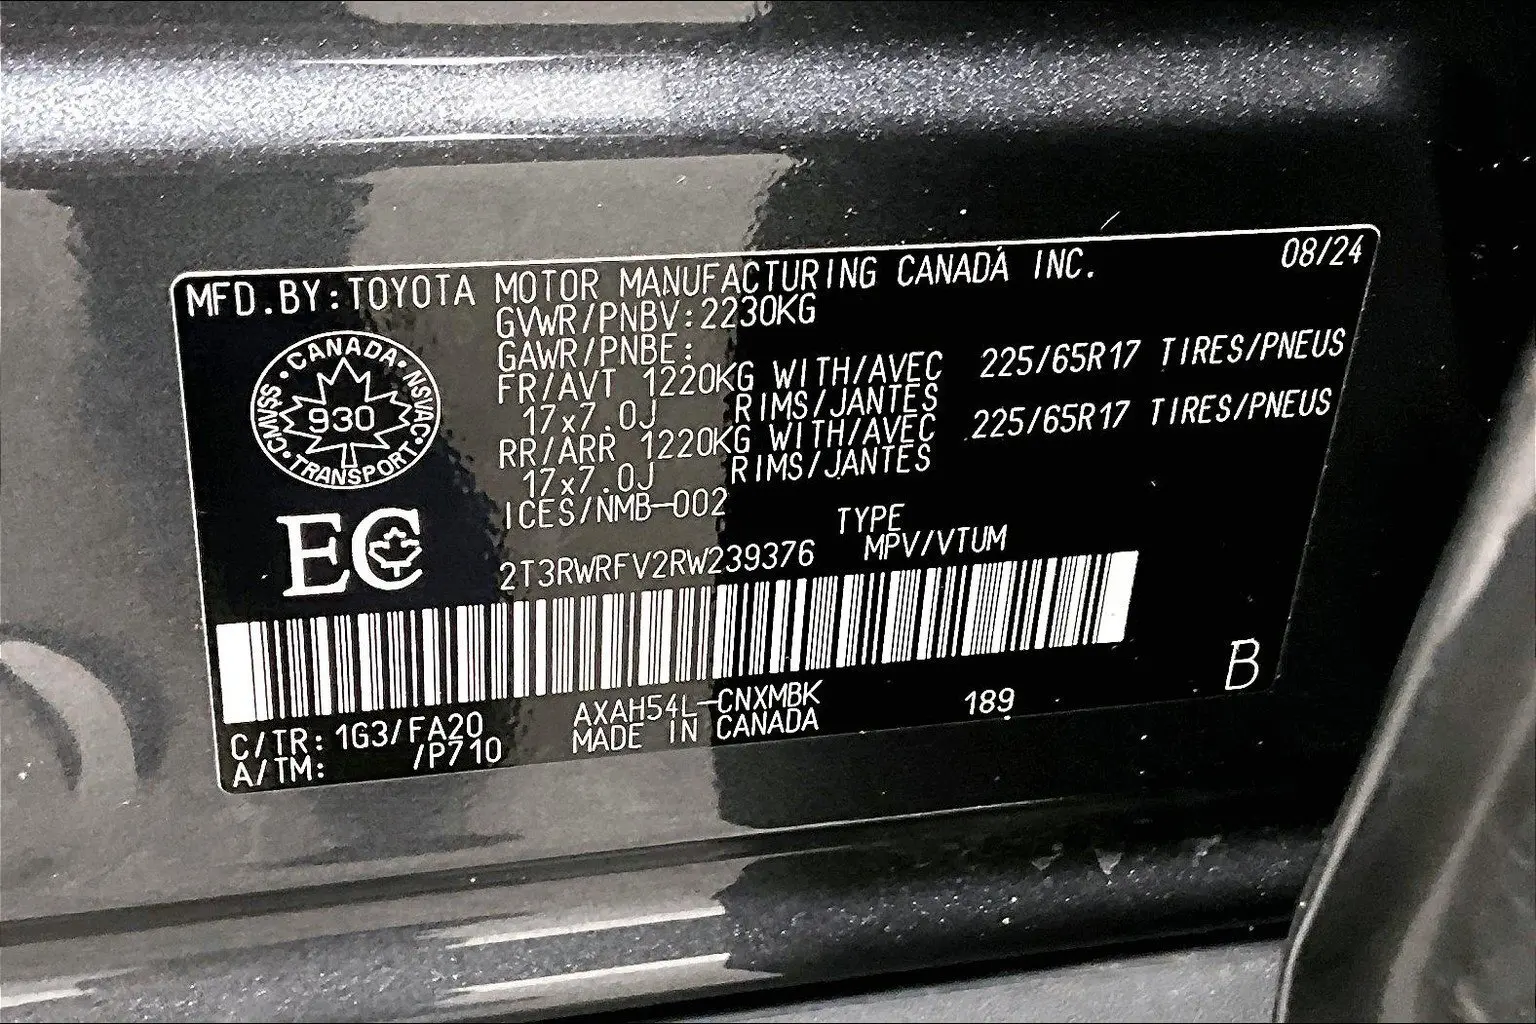 MFD.BY:TOYOTA MOTOR MANUFACTURING CANADA INC. 08/24
GVWR/PNBV:2230KG
GAWR/PNBE:
FR/AVT 1220KG WITH/AVEC 225/65R17 TIRES/PNEUS
17x7.0J RIMS/JANTES
RR/ARR 1220KG WITH/AVEC 225/65R17 TIRES/PNEUS
17x7.0J RIMS/JANTES
ICES/NMB-002
CANADA · NSVAC · TRANSPORT · CMVSS
930
EC
TYPE
2T3RWRFV2RW239376 MPV/VTUM
B
C/TR: 1G3/FA20 AXAH54L-CNXMBK 189
A/TM: /P710 MADE IN CANADA